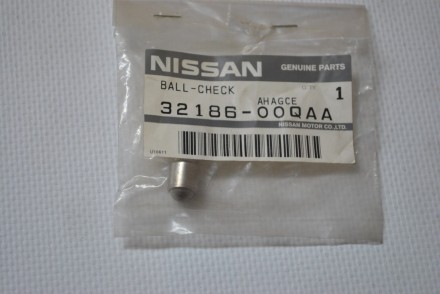 NISSAN GENUINE PARTS
BALL-CHECK
AHAGCE 1
32186-00QAA
NISSAN MOTOR CO.,LTD.